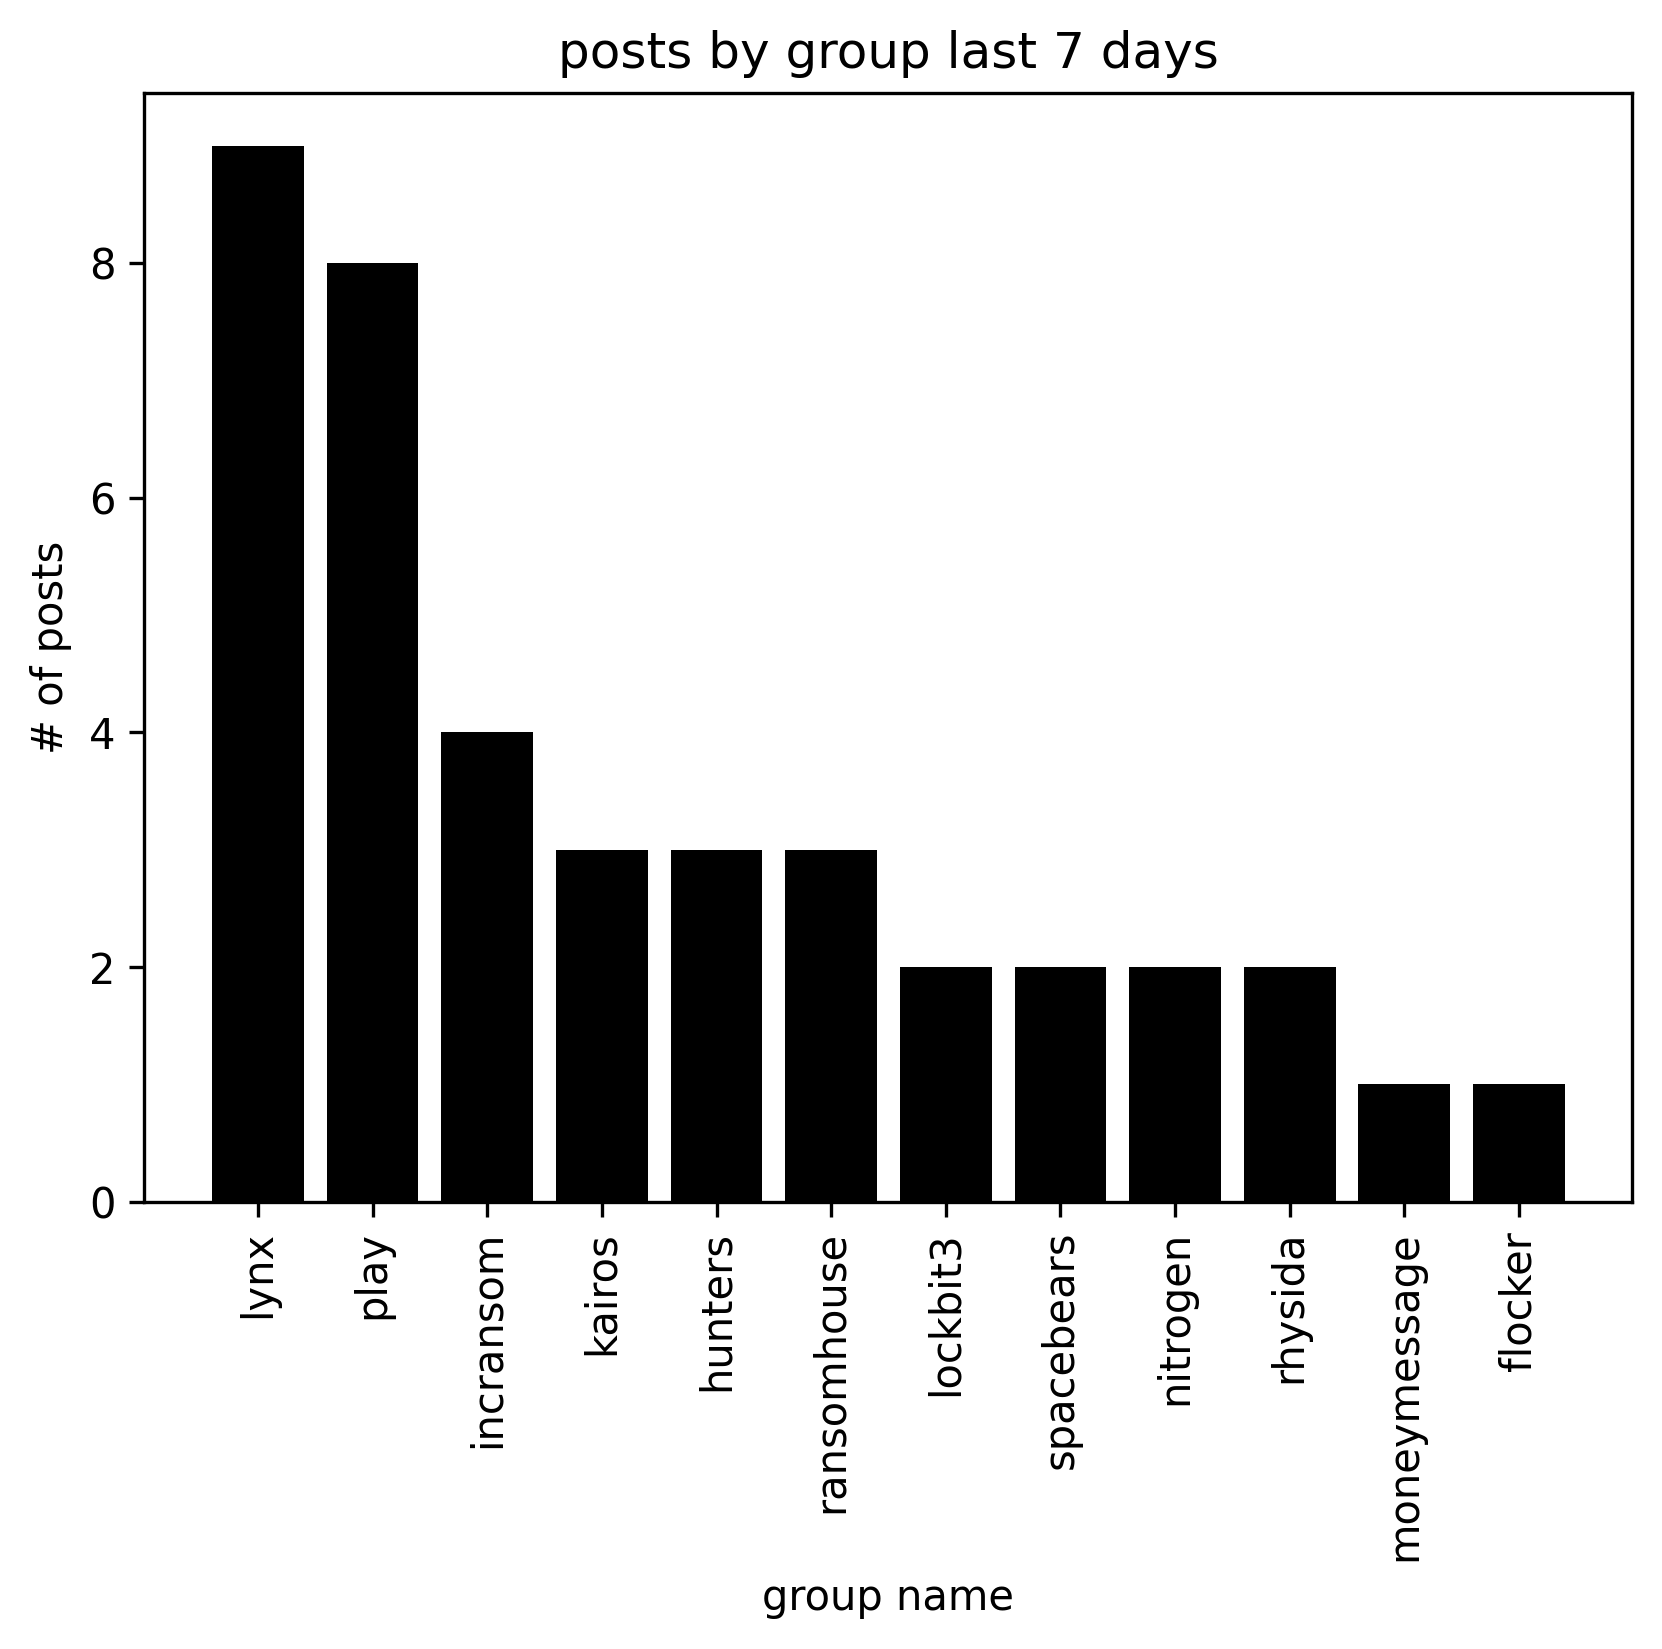 posts by group last 7 days
# of posts
8
6
4
2
0
lynx
play
incransom
kairos
hunters
ransomhouse
lockbit3
spacebears
nitrogen
rhysida
moneymessage
flocker
group name